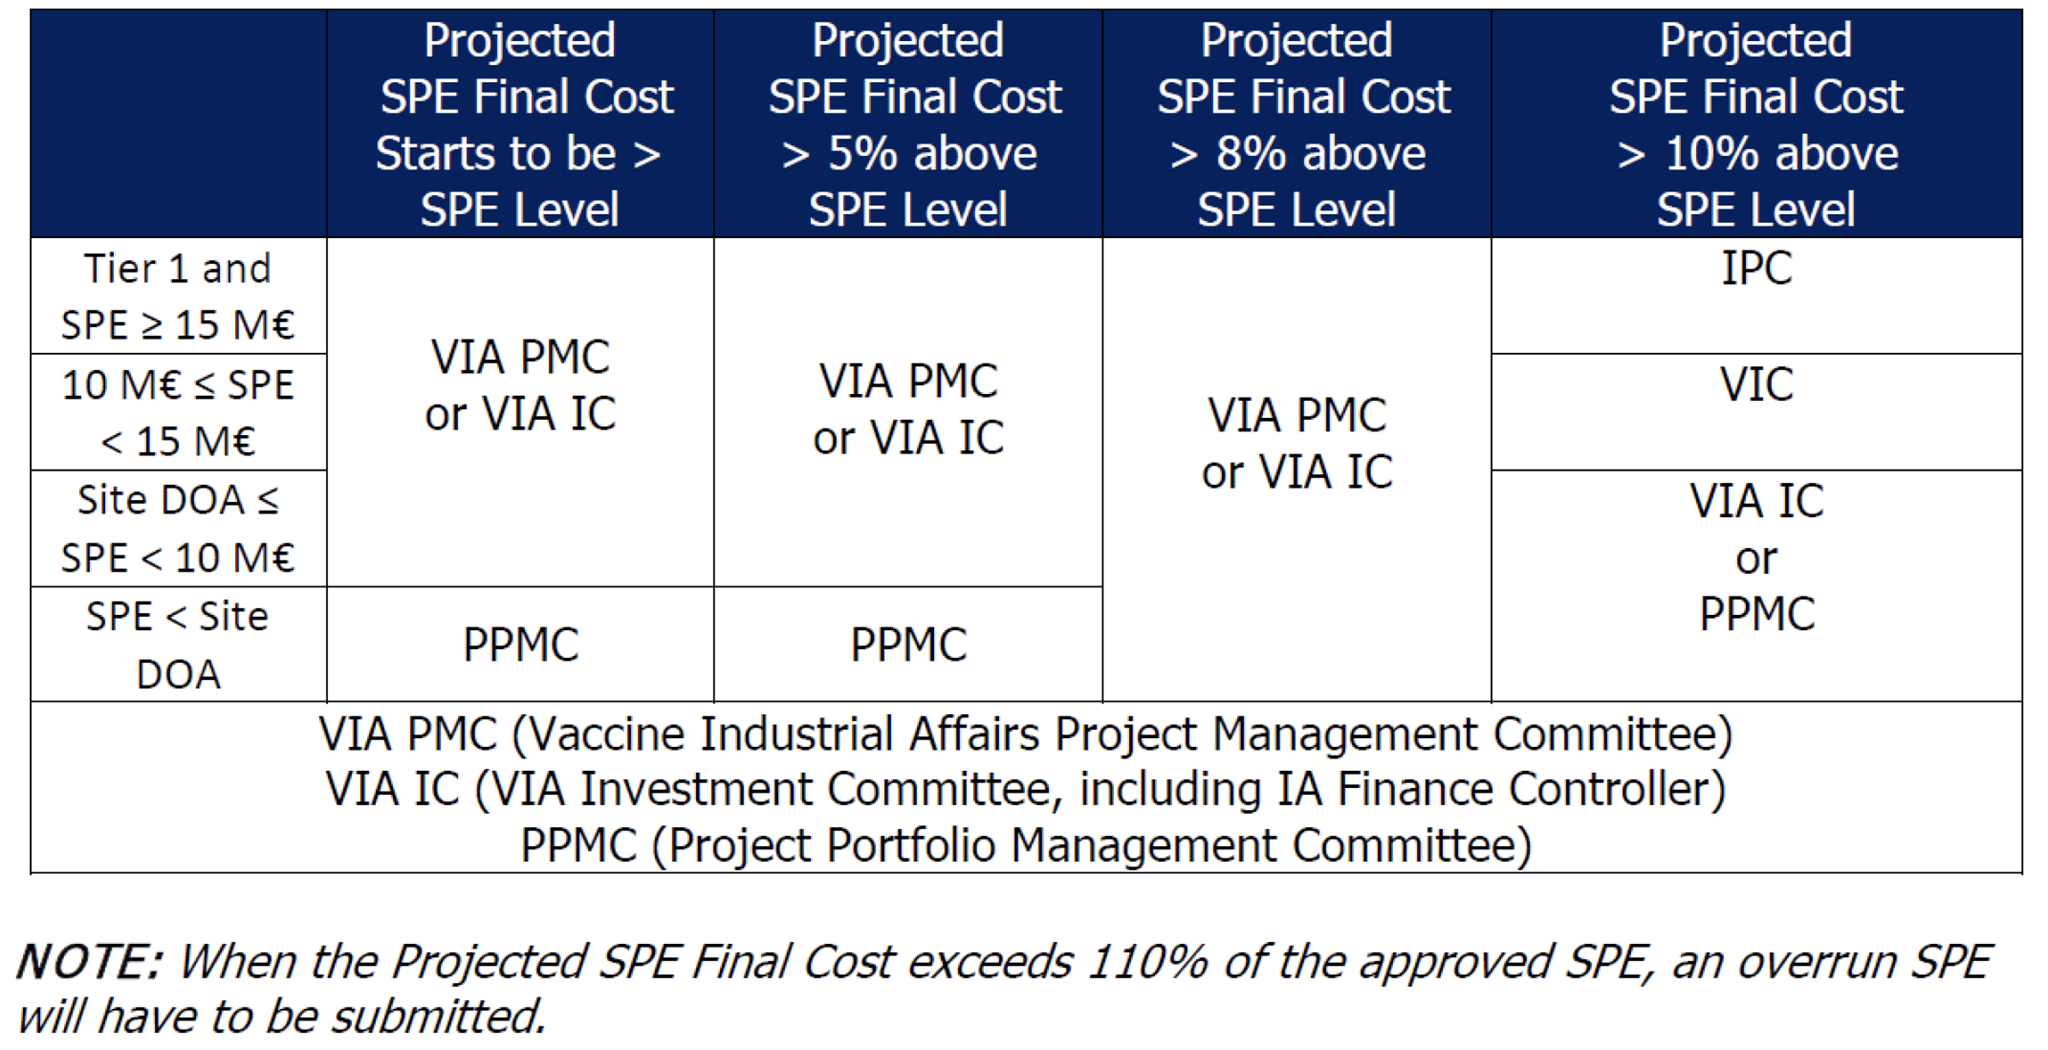 Projected
SPE Final Cost
Starts to be >
SPE Level
Projected
SPE Final Cost
> 5% above
SPE Level
Projected
SPE Final Cost
> 8% above
SPE Level
Projected
SPE Final Cost
> 10% above
SPE Level
Tier 1 and
SPE ≥ 15 M€
10 M€ ≤ SPE
< 15 M€
Site DOA ≤
SPE < 10 M€
SPE < Site
DOA
VIA PMC
or VIA IC
PPMC
VIA PMC
or VIA IC
PPMC
VIA PMC
or VIA IC
IPC
VIC
VIA IC
or
PPMC
VIA PMC (Vaccine Industrial Affairs Project Management Committee)
VIA IC (VIA Investment Committee, including IA Finance Controller)
PPMC (Project Portfolio Management Committee)
NOTE: When the Projected SPE Final Cost exceeds 110% of the approved SPE, an overrun SPE
will have to be submitted.